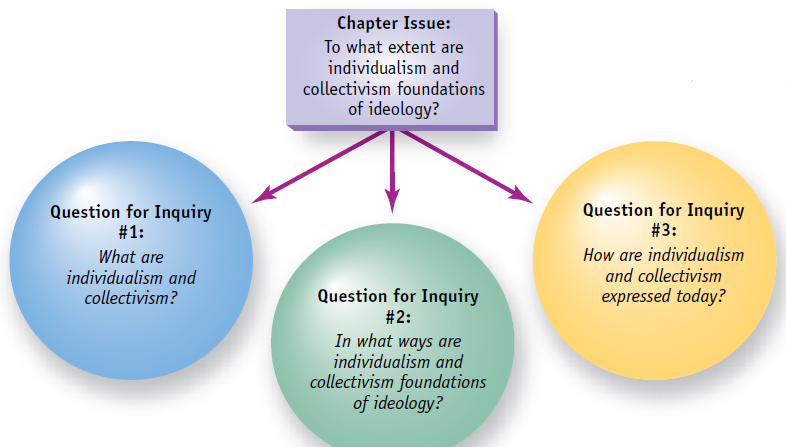 Chapter Issue:
To what extent are
individualism and
collectivism foundations
of ideology?
Question for Inquiry
#1:
What are
individualism and
collectivism?
Question for Inquiry
#2:
In what ways are
individualism and
collectivism foundations
of ideology?
Question for Inquiry
#3:
How are individualism
and collectivism
expressed today?